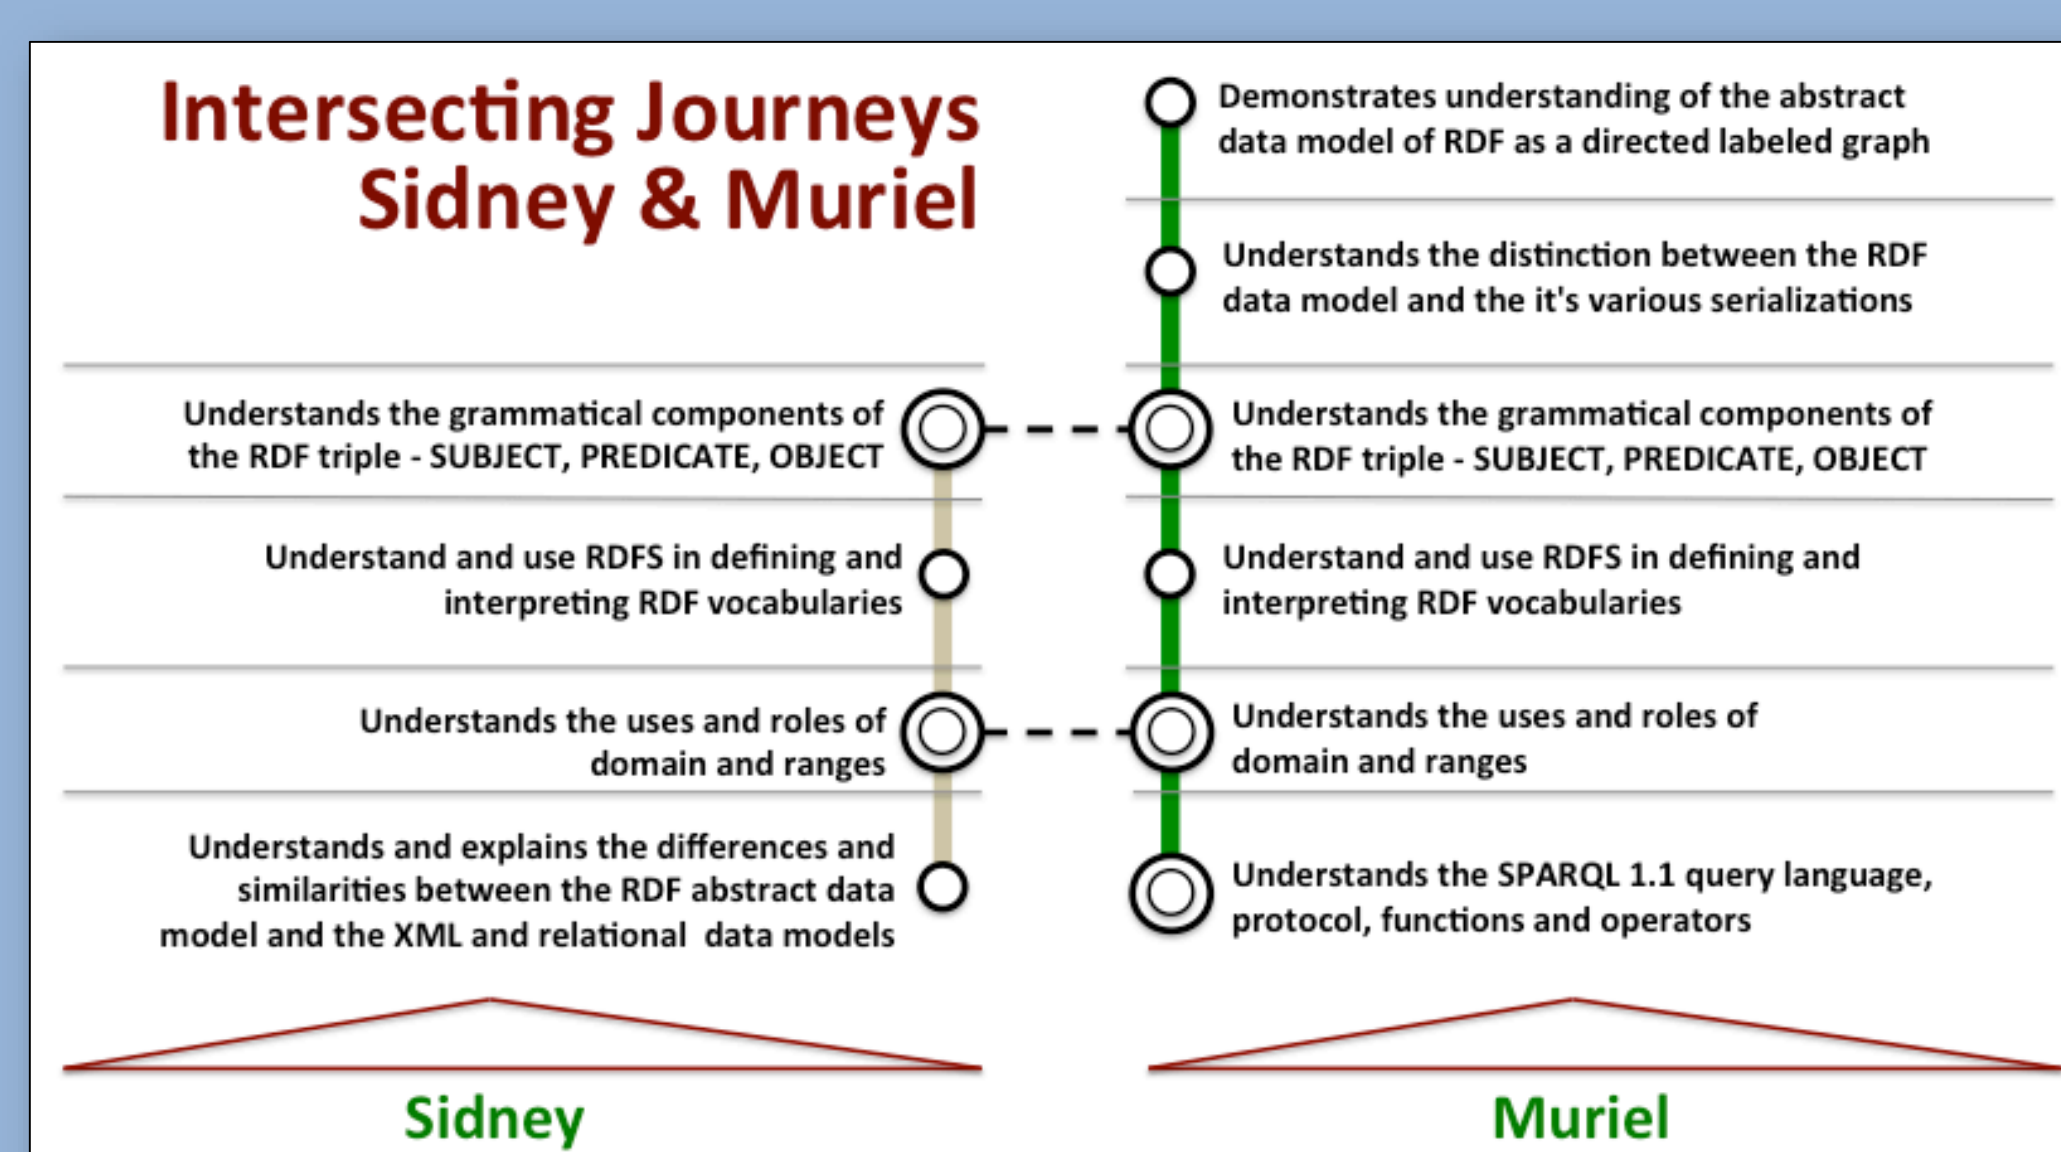 Intersecting Journeys
Sidney & Muriel
Understands the grammatical components of
the RDF triple - SUBJECT, PREDICATE, OBJECT
Understand and use RDFS in defining and
interpreting RDF vocabularies
Understands the uses and roles of
domain and ranges
Understands and explains the differences and
similarities between the RDF abstract data
model and the XML and relational data models
Sidney
Demonstrates understanding of the abstract
data model of RDF as a directed labeled graph
Understands the distinction between the RDF
data model and the it's various serializations
Understands the grammatical components of
the RDF triple - SUBJECT, PREDICATE, OBJECT
Understand and use RDFS in defining and
interpreting RDF vocabularies
Understands the uses and roles of
domain and ranges
Understands the SPARQL 1.1 query language,
protocol, functions and operators
Muriel